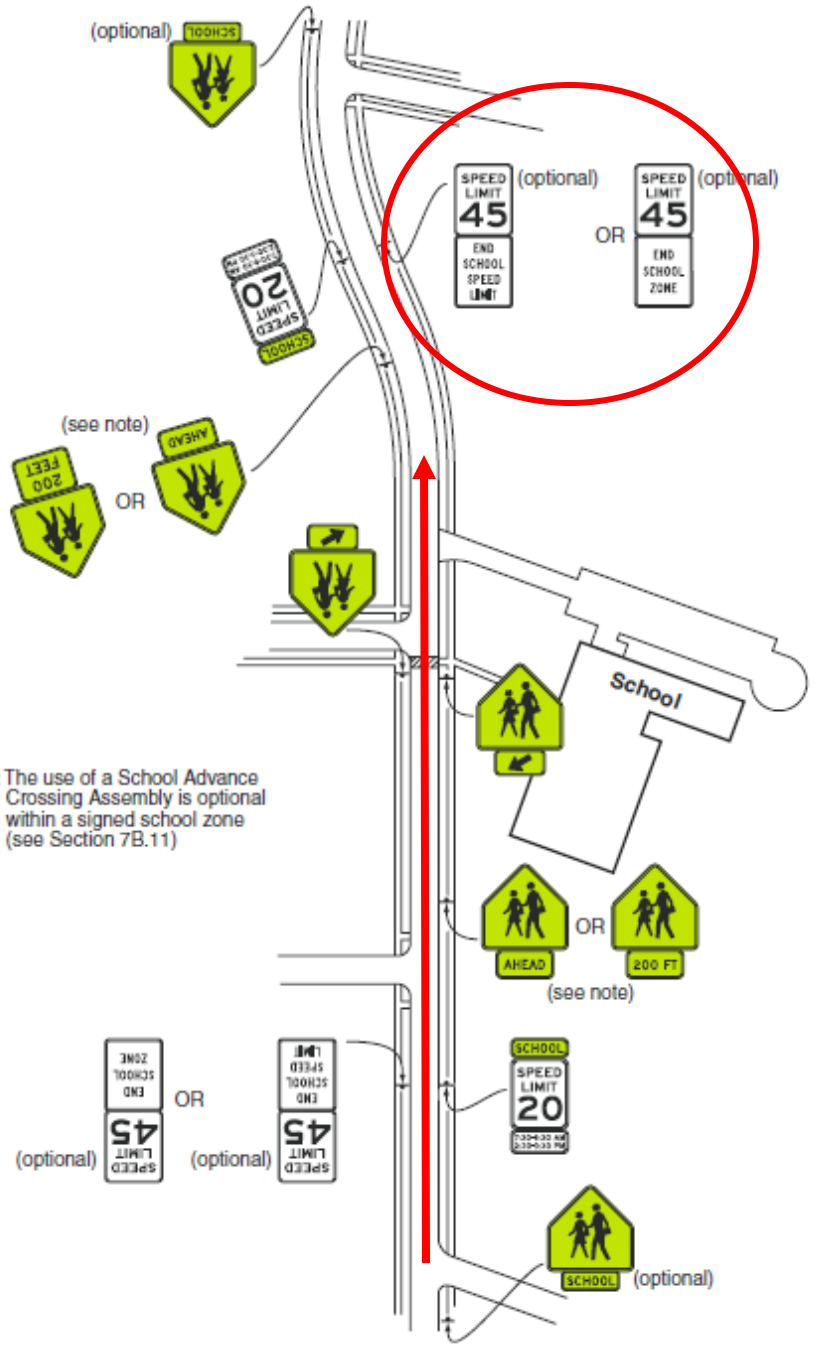 (optional)
SCHOOL
SPEED
LIMIT
45
(optional)
END
SCHOOL
SPEED
LIMIT
OR
SPEED
LIMIT
45
(optional)
END
SCHOOL
ZONE
SCHOOL
SPEED
LIMIT
20
(see note)
200
FEET
OR
AHEAD
School
The use of a School Advance
Crossing Assembly is optional
within a signed school zone
(see Section 7B.11)
AHEAD
OR
200 FT
(see note)
SPEED
LIMIT
45
END
SCHOOL
ZONE
(optional)
OR
SPEED
LIMIT
45
END
SCHOOL
SPEED
LIMIT
(optional)
SCHOOL
SPEED
LIMIT
20
SCHOOL
(optional)